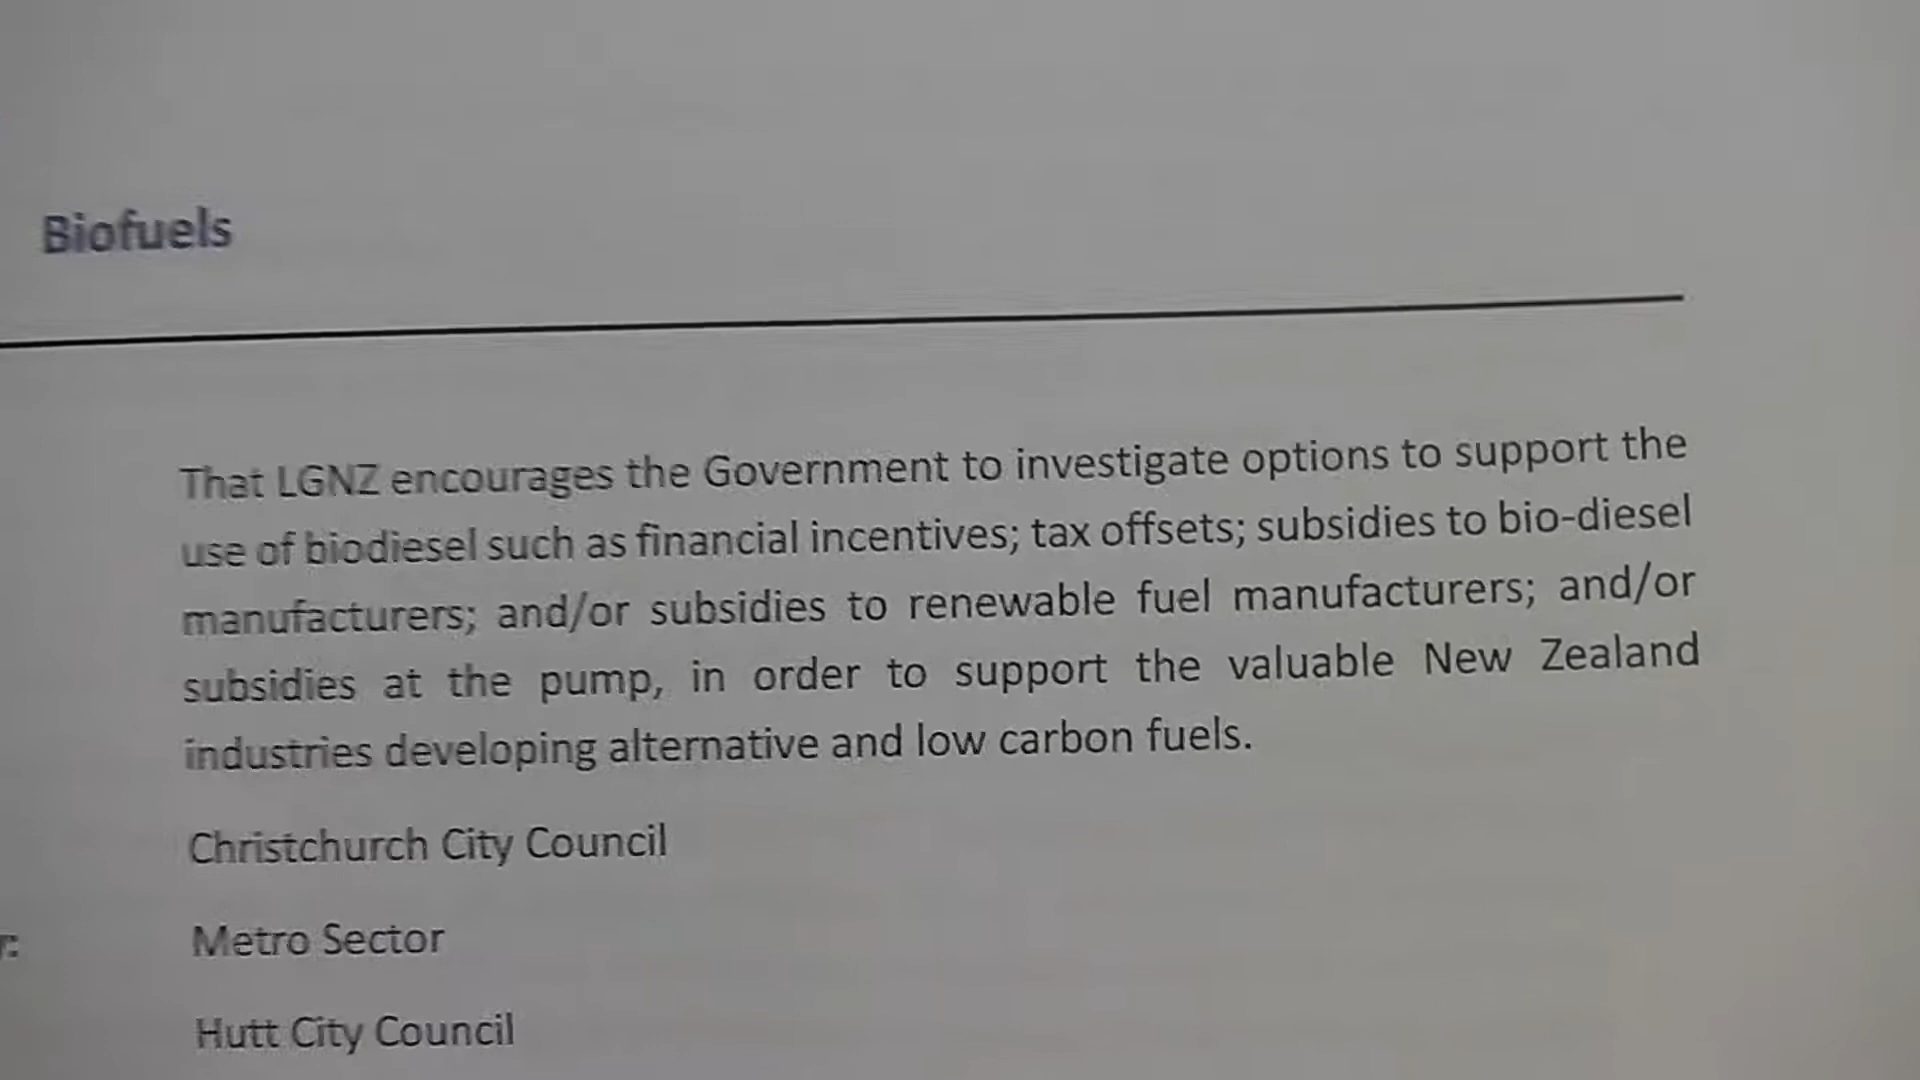 Biofuels
That LGNZ encourages the Government to investigate options to support the
use of biodiesel such as financial incentives; tax offsets; subsidies to bio-diesel
manufacturers; and/or subsidies to renewable fuel manufacturers; and/or
subsidies at the pump, in order to support the valuable New Zealand
industries developing alternative and low carbon fuels.
Christchurch City Council
Metro Sector
Hutt City Council